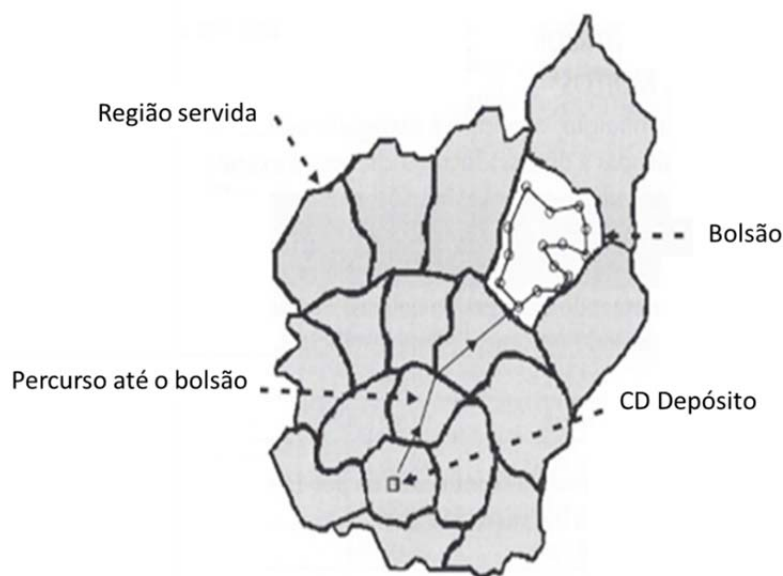 Região servida
Bolsão
Percurso até o bolsão
CD Depósito